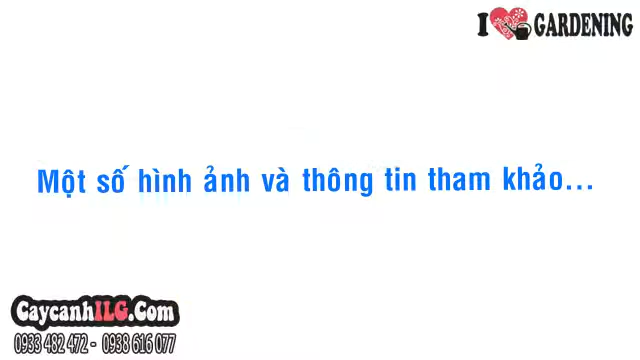 I GARDENING
Một số hình ảnh và thông tin tham khảo...
CaycanhILG.Com
0933 482 472 - 0938 616 077